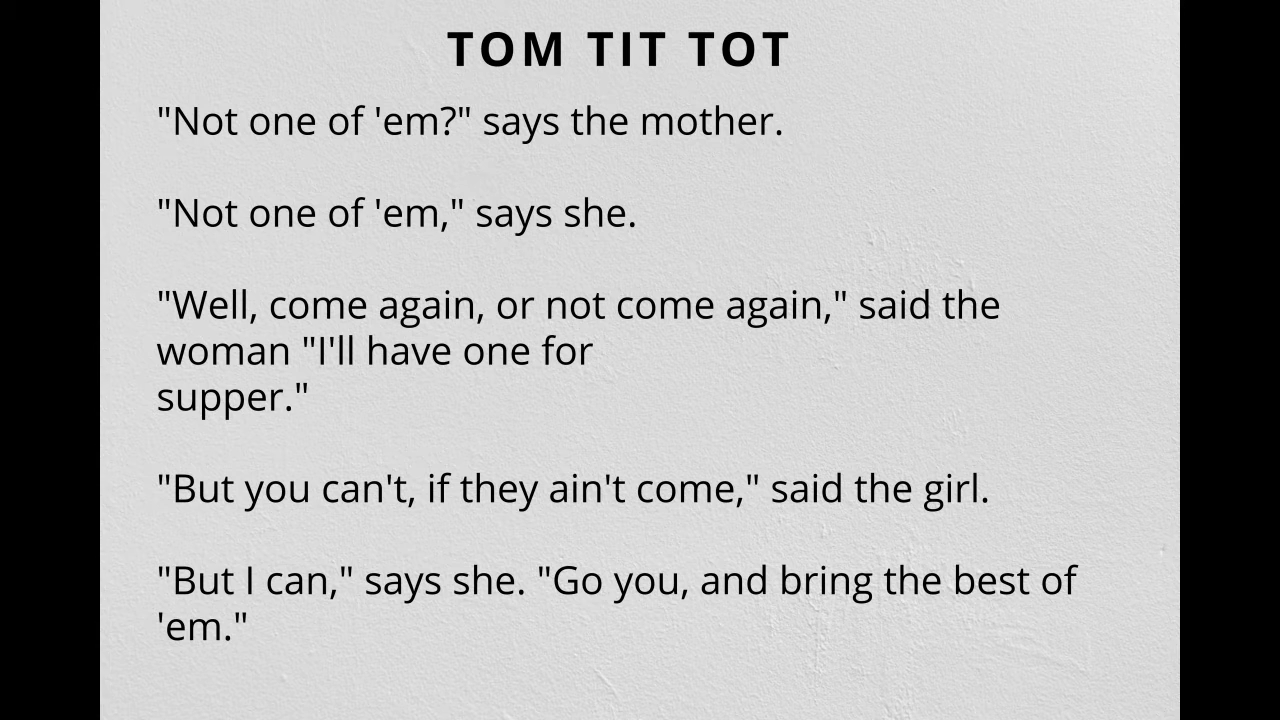 TOM TIT TOT
"Not one of 'em?" says the mother.
"Not one of 'em," says she.
"Well, come again, or not come again," said the
woman "I'll have one for
supper."
"But you can't, if they ain't come," said the girl.
"But I can," says she. "Go you, and bring the best of
'em."